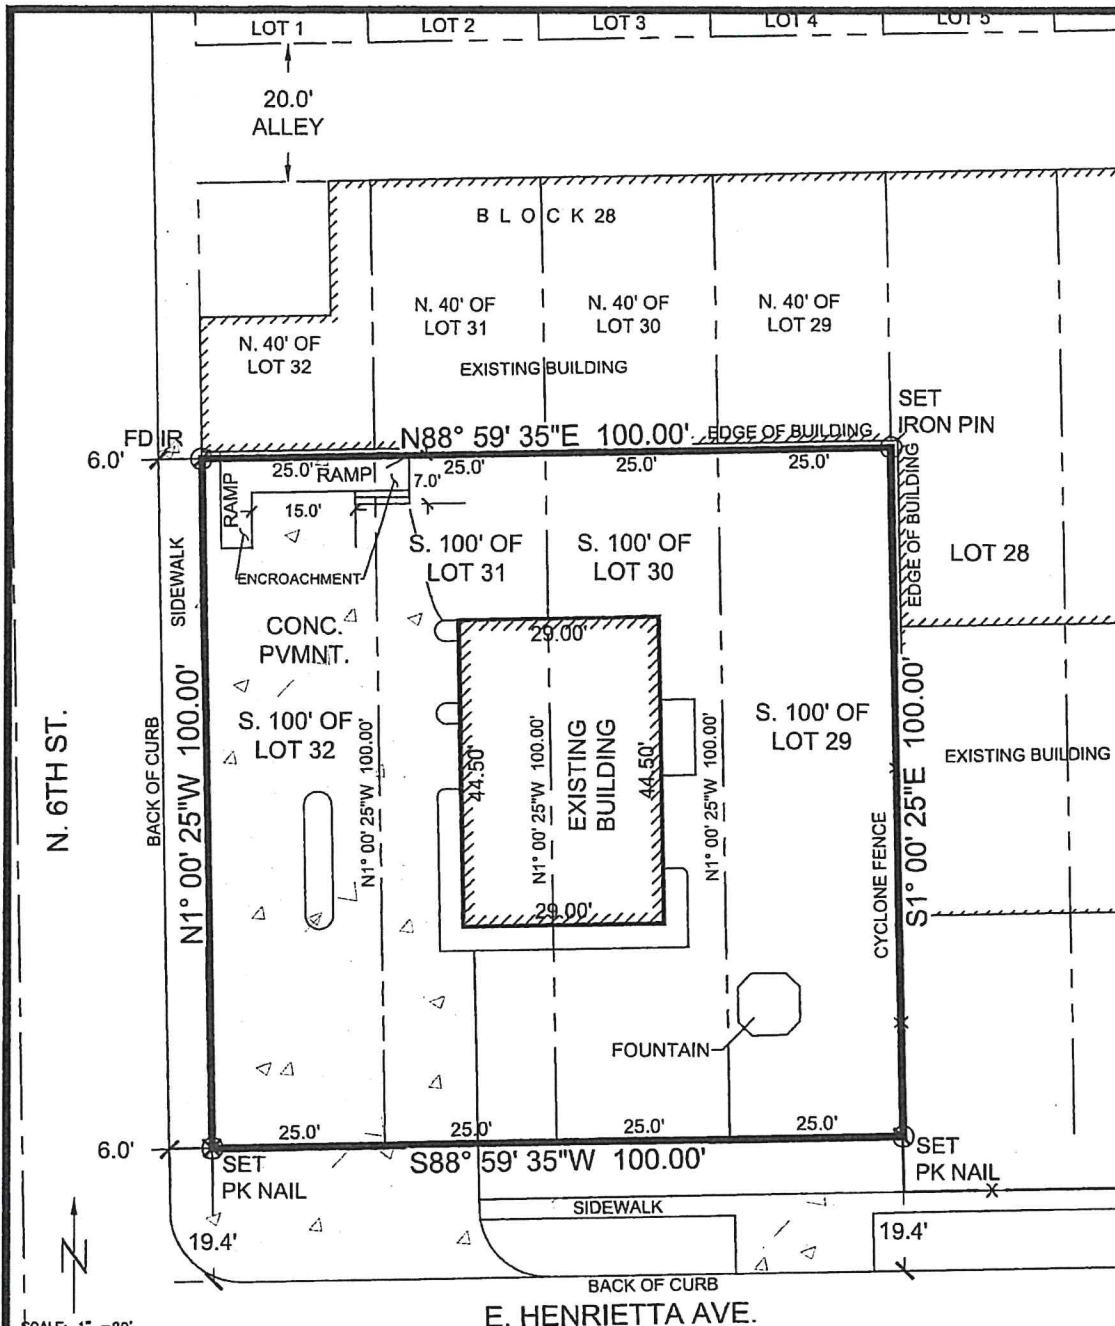 LOT 1
LOT 2
LOT 3
LOT 4
LOT 5
20.0'
ALLEY
B L O C K 28
N. 40' OF
LOT 31
N. 40' OF
LOT 30
N. 40' OF
LOT 29
N. 40' OF
LOT 32
EXISTING BUILDING
SET
IRON PIN
FD IR
N88° 59' 35"E 100.00'
EDGE OF BUILDING
6.0'
25.0'
25.0'
25.0'
25.0'
RAMP
RAMP
7.0'
15.0'
EDGE OF BUILDING
SIDEWALK
S. 100' OF
LOT 31
S. 100' OF
LOT 30
LOT 28
ENCROACHMENT
CONC.
PVMNT.
29.00'
N. 6TH ST.
BACK OF CURB
N1° 00' 25"W 100.00'
S. 100' OF
LOT 32
N1° 00' 25"W 100.00'
44.50'
N1° 00' 25"W 100.00'
EXISTING
BUILDING
44.50'
N1° 00' 25"W 100.00'
S. 100' OF
LOT 29
S1° 00' 25"E 100.00'
EXISTING BUILDING
CYCLONE FENCE
29.00'
FOUNTAIN
25.0'
25.0'
25.0'
25.0'
6.0'
SET
PK NAIL
S88° 59' 35"W 100.00'
SET
PK NAIL
SIDEWALK
19.4'
19.4'
N
BACK OF CURB
E. HENRIETTA AVE.
SCALE: 1" =20'